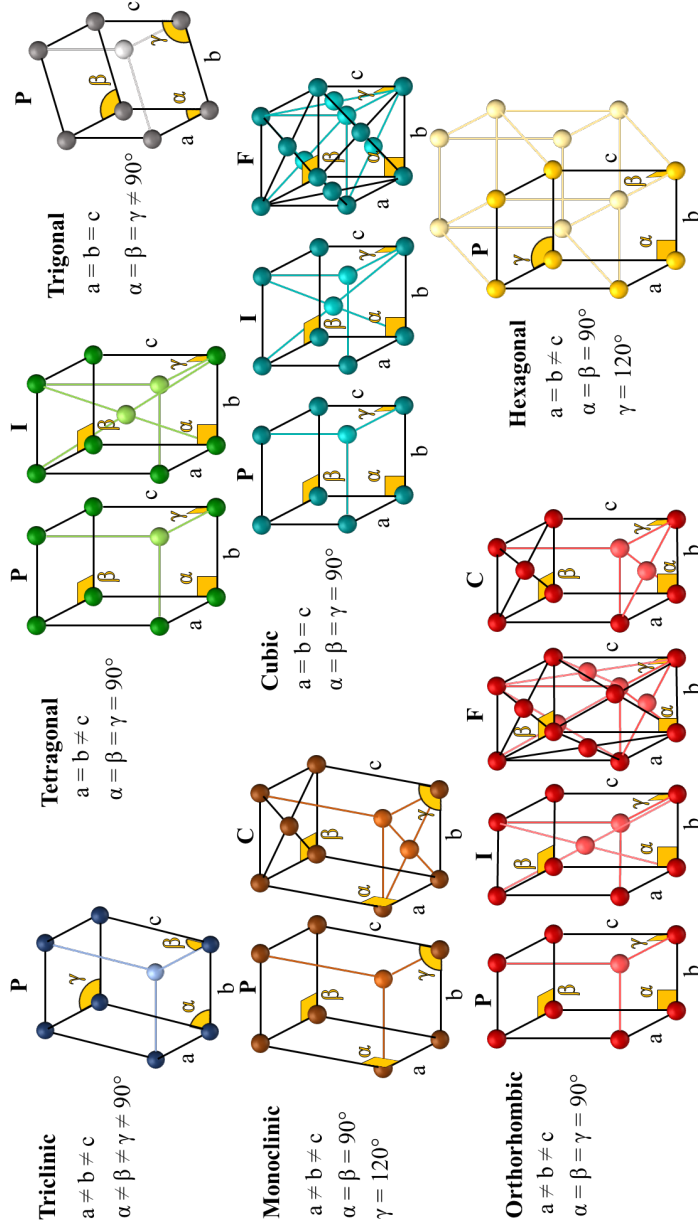 Triclinic
a ≠ b ≠ c
α ≠ β ≠ γ ≠ 90°
P
γ
β
α
a
b
c
Tetragonal
a = b ≠ c
α = β = γ = 90°
P
β
α
γ
a
b
c
I
β
α
γ
a
b
c
Trigonal
a = b = c
α = β = γ ≠ 90°
P
β
α
γ
a
b
c
Monoclinic
a ≠ b ≠ c
α = β = 90°
γ = 120°
P
α
β
γ
a
b
c
C
α
β
γ
a
b
c
Cubic
a = b = c
α = β = γ = 90°
P
β
α
γ
a
b
c
I
β
α
γ
a
b
c
F
β
α
γ
a
b
c
Orthorhombic
a ≠ b ≠ c
α = β = γ = 90°
P
β
α
γ
a
b
c
I
β
α
γ
a
b
c
F
β
α
γ
a
b
c
C
β
α
γ
a
b
c
Hexagonal
a = b ≠ c
α = β = 90°
γ = 120°
P
γ
α
β
a
b
c